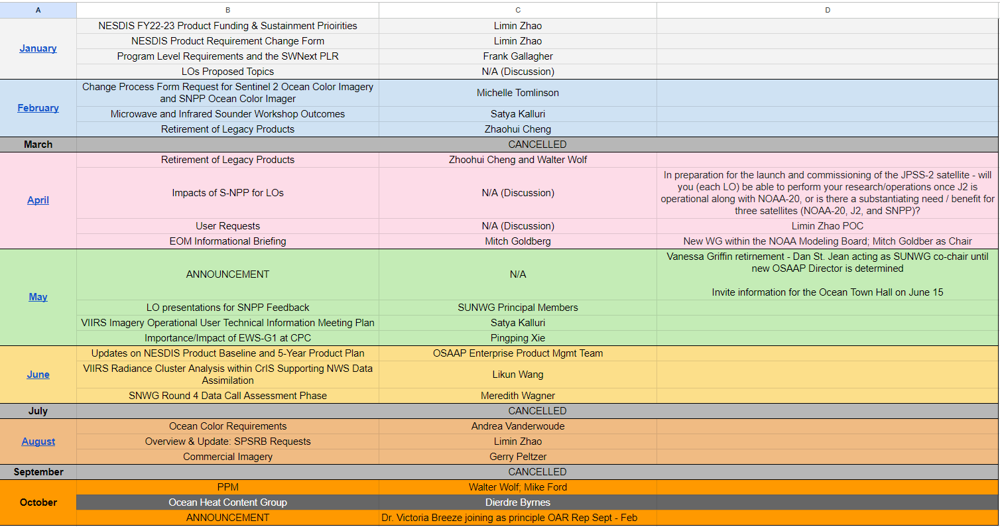 A B C D
NESDIS FY22-23 Product Funding & Sustainment Prioirities Limin Zhao
January
NESDIS Product Requirement Change Form Limin Zhao
Program Level Requirements and the SWNext PLR Frank Gallagher
LOs Proposed Topics N/A (Discussion)
February
Change Process Form Request for Sentinel 2 Ocean Color Imagery
and SNPP Ocean Color Imager
Michelle Tomlinson
Microwave and Infrared Sounder Workshop Outcomes Satya Kalluri
Retirement of Legacy Products Zhaohui Cheng
March CANCELLED
April
Retirement of Legacy Products Zhoohui Cheng and Walter Wolf
Impacts of S-NPP for LOs N/A (Discussion)
In preparation for the launch and commissioning of the JPSS-2 satellite - will
you (each LO) be able to perform your research/operations once J2 is
operational along with NOAA-20, or is there a substantiating need / benefit for
three satellites (NOAA-20, J2, and SNPP)?
User Requests N/A (Discussion) Limin Zhao POC
EOM Informational Briefing Mitch Goldberg New WG within the NOAA Modeling Board; Mitch Goldber as Chair
May
ANNOUNCEMENT N/A
Vanessa Griffin retirnement - Dan St. Jean acting as SUNWG co-chair until
new OSAAP Director is determined
Invite information for the Ocean Town Hall on June 15
LO presentations for SNPP Feedback SUNWG Principal Members
VIIRS Imagery Operational User Technical Information Meeting Plan Satya Kalluri
Importance/Impact of EWS-G1 at CPC Pingping Xie
June
Updates on NESDIS Product Baseline and 5-Year Product Plan OSAAP Enterprise Product Mgmt Team
VIIRS Radiance Cluster Analysis within CrIS Supporting NWS Data
Assimilation
Likun Wang
SNWG Round 4 Data Call Assessment Phase Meredith Wagner
July CANCELLED
August
Ocean Color Requirements Andrea Vanderwoude
Overview & Update: SPSRB Requests Limin Zhao
Commercial Imagery Gerry Peltzer
September CANCELLED
October
PPM Walter Wolf; Mike Ford
Ocean Heat Content Group Dierdre Byrnes
ANNOUNCEMENT Dr. Victoria Breeze joining as principle OAR Rep Sept - Feb